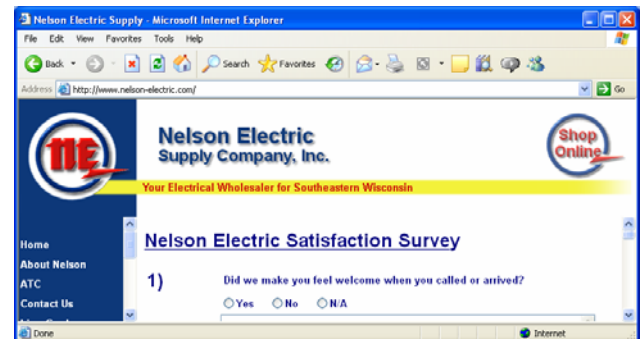 Nelson Electric Supply - Microsoft Internet Explorer
File Edit View Favorites Tools Help
Back Search Favorites
Address http://www.nelson-electric.com/ Go
NE
Nelson Electric
Supply Company, Inc.
Shop
Online
Your Electrical Wholesaler for Southeastern Wisconsin
Home
About Nelson
ATC
Contact Us
Nelson Electric Satisfaction Survey
1) Did we make you feel welcome when you called or arrived?
Yes No N/A
Done Internet